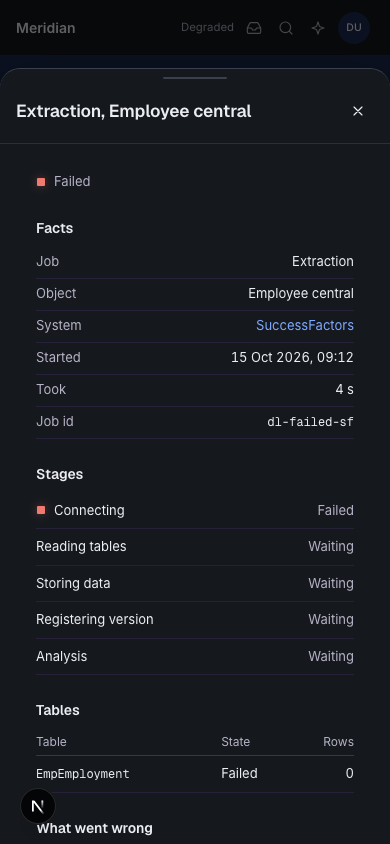 Meridian Degraded DU
Extraction, Employee central
Failed
Facts
Job Extraction
Object Employee central
System SuccessFactors
Started 15 Oct 2026, 09:12
Took 4 s
Job id dl-failed-sf
Stages
Connecting Failed
Reading tables Waiting
Storing data Waiting
Registering version Waiting
Analysis Waiting
Tables
Table State Rows
EmpEmployment Failed 0
N
What went wrong